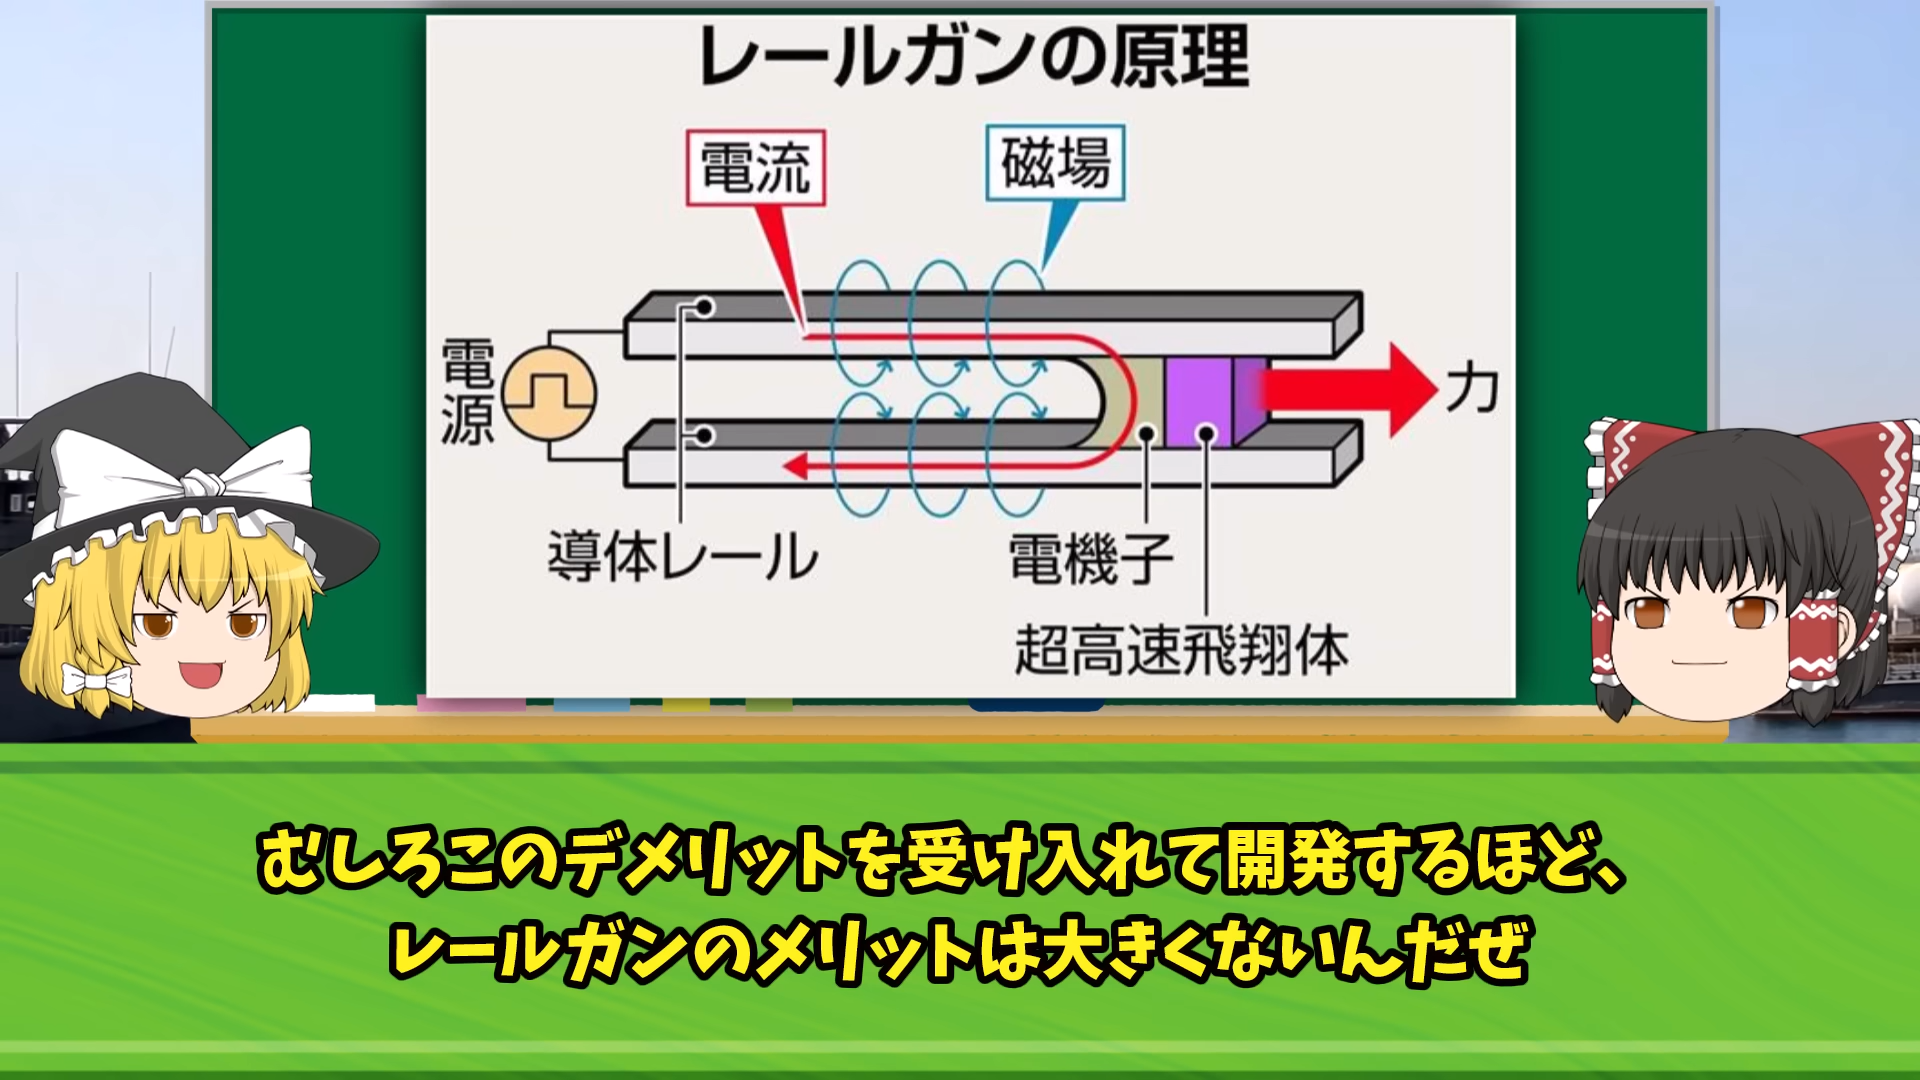 レールガンの原理
電流
磁場
電源
力
導体レール
電機子
超高速飛翔体
むしろこのデメリットを受け入れて開発するほど、
レールガンのメリットは大きくないんだぜ